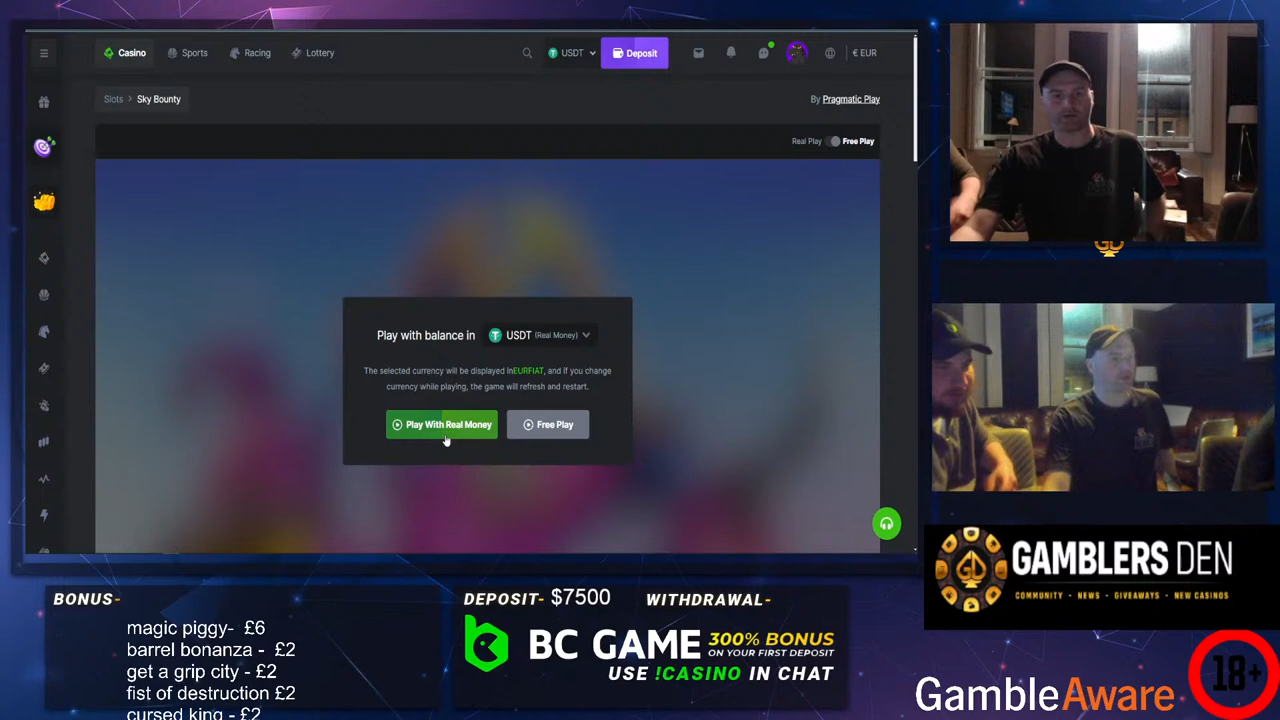 Casino
Sports
Racing
Lottery
USDT
Deposit
€ EUR
Slots > Sky Bounty
By Pragmatic Play
Real Play
Free Play
Play with balance in USDT (Real Money)
The selected currency will be displayed inEURFIAT, and if you change
currency while playing, the game will refresh and restart.
Play With Real Money
Free Play
GD
GD
GAMBLERS DEN
COMMUNITY - NEWS - GIVEAWAYS - NEW CASINOS
BONUS-
magic piggy- £6
barrel bonanza - £2
get a grip city - £2
fist of destruction £2
cursed king - £2
DEPOSIT- $7500
WITHDRAWAL-
BC GAME
300% BONUS
ON YOUR FIRST DEPOSIT
USE !CASINO IN CHAT
GambleAware
18+